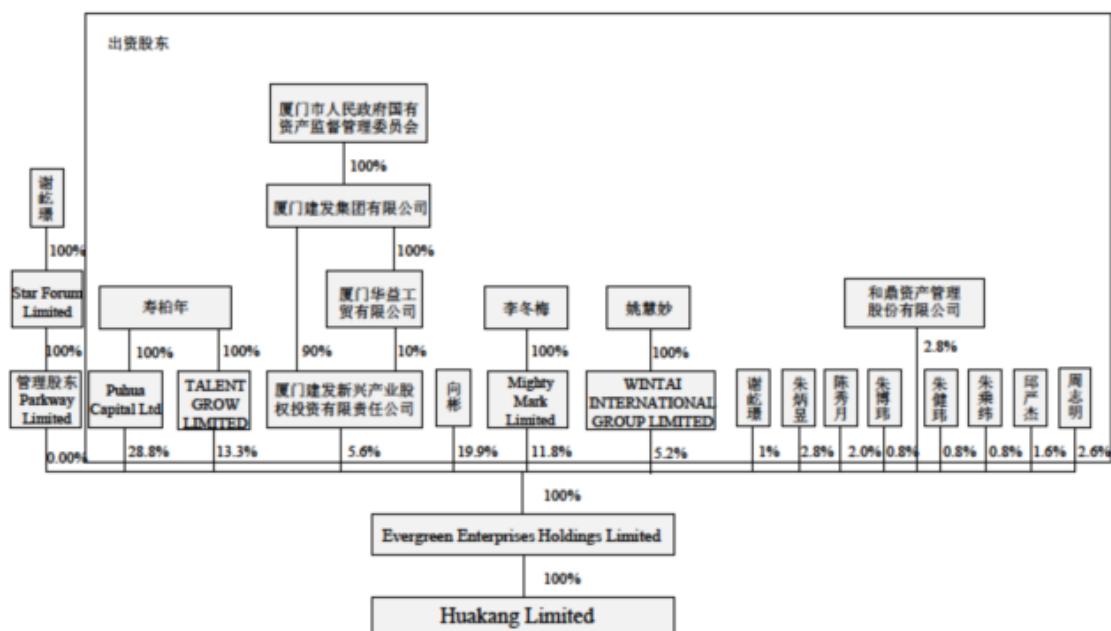 出资股东
厦门市人民政府国有
资产监督管理委员会
100%
谢
屹
璟
厦门建发集团有限公司
100%
100%
Star Forum
Limited
寿柏年
厦门华益工
贸有限公司
李冬梅
姚慧妙
和鼎资产管理
股份有限公司
100%
100%
100%
90%
10%
100%
100%
2.8%
管理股东
Parkway
Limited
Puhua
Capital Ltd
TALENT
GROW
LIMITED
厦门建发新兴产业股
权投资有限责任公司
向
彬
Mighty
Mark
Limited
WINTAI
INTERNATIONAL
GROUP LIMITED
谢
屹
璟
朱
炳
昱
陈
秀
月
朱
博
玮
朱
健
玮
朱
乘
纬
邱
严
杰
周
志
明
0.00%
28.8%
13.3%
5.6%
19.9%
11.8%
5.2%
1%
2.8%
2.0%
0.8%
0.8%
0.8%
1.6%
2.6%
100%
Evergreen Enterprises Holdings Limited
100%
Huakang Limited